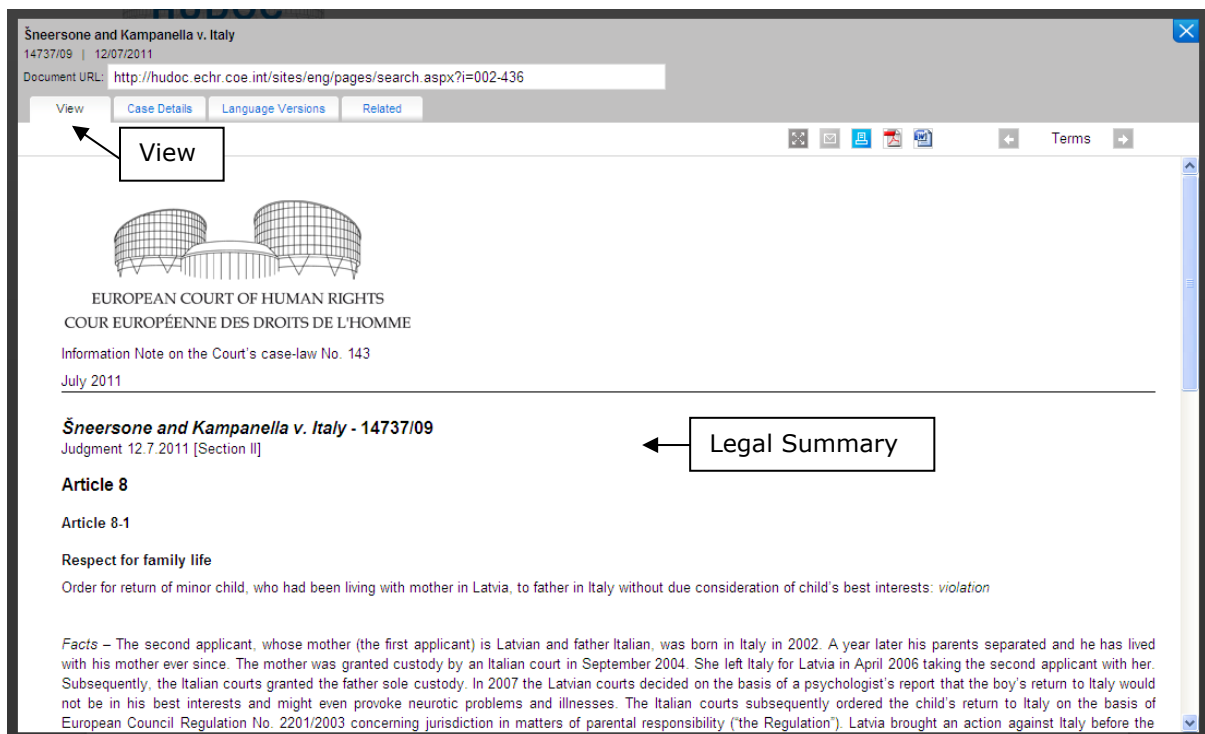 HUDOC
Šneersone and Kampanella v. Italy
14737/09 | 12/07/2011
Document URL: http://hudoc.echr.coe.int/sites/eng/pages/search.aspx?i=002-436
View Case Details Language Versions Related
View
Terms
EUROPEAN COURT OF HUMAN RIGHTS
COUR EUROPÉENNE DES DROITS DE L'HOMME
Information Note on the Court's case-law No. 143
July 2011
Šneersone and Kampanella v. Italy - 14737/09
Judgment 12.7.2011 [Section II]
Legal Summary
Article 8
Article 8-1
Respect for family life
Order for return of minor child, who had been living with mother in Latvia, to father in Italy without due consideration of child's best interests: violation
Facts – The second applicant, whose mother (the first applicant) is Latvian and father Italian, was born in Italy in 2002. A year later his parents separated and he has lived
with his mother ever since. The mother was granted custody by an Italian court in September 2004. She left Italy for Latvia in April 2006 taking the second applicant with her.
Subsequently, the Italian courts granted the father sole custody. In 2007 the Latvian courts decided on the basis of a psychologist's report that the boy's return to Italy would
not be in his best interests and might even provoke neurotic problems and illnesses. The Italian courts subsequently ordered the child's return to Italy on the basis of
European Council Regulation No. 2201/2003 concerning jurisdiction in matters of parental responsibility ("the Regulation"). Latvia brought an action against Italy before the